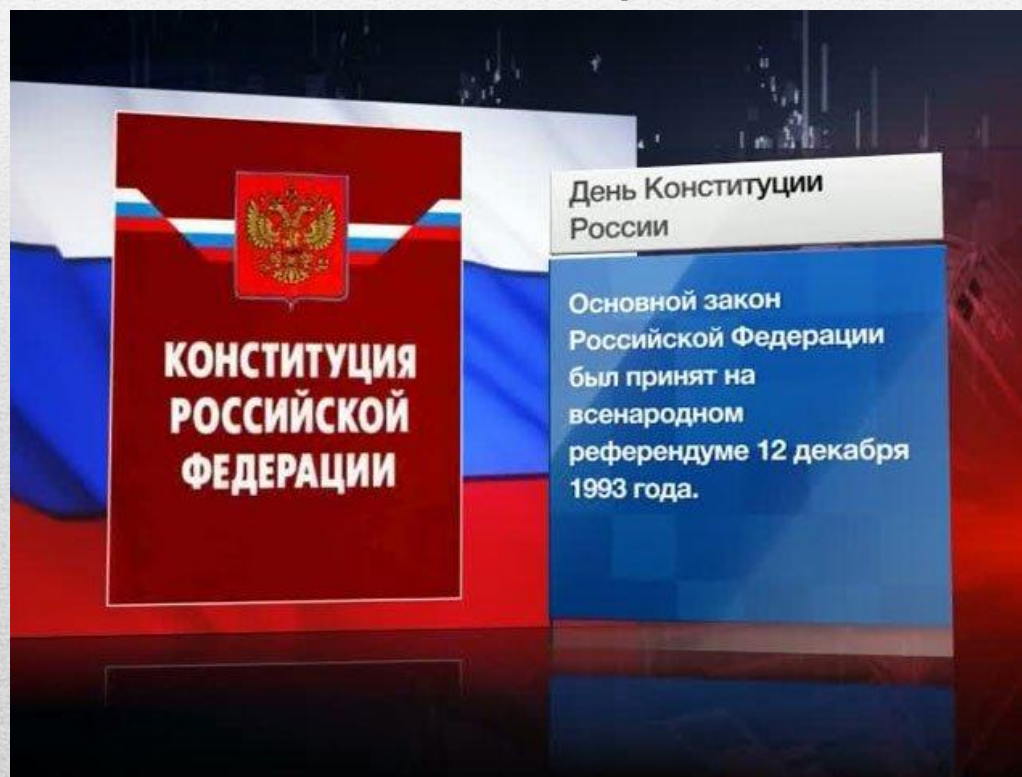 КОНСТИТУЦИЯ
РОССИЙСКОЙ
ФЕДЕРАЦИИ
День Конституции
России
Основной закон
Российской Федерации
был принят на
всенародном
референдуме 12 декабря
1993 года.